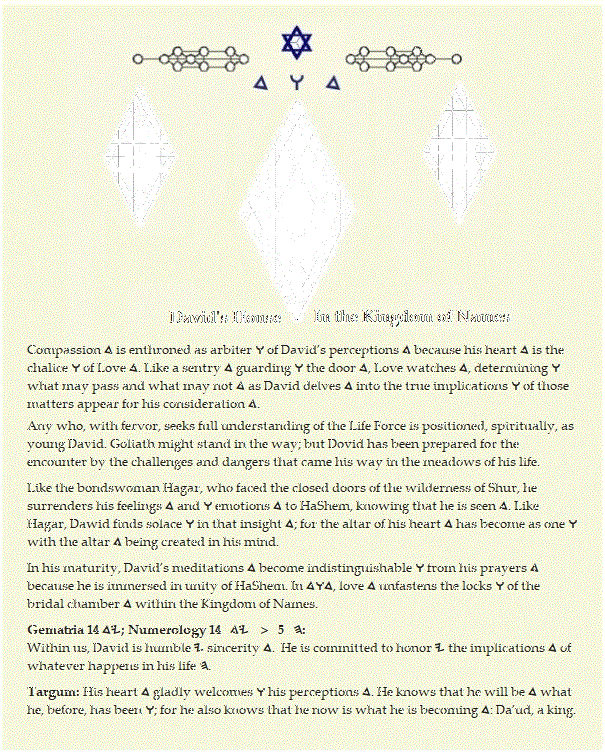 𐤃 𐤅 𐤃
David's House - In the Kingdom of Names
Compassion 𐤃 is enthroned as arbiter 𐤅 of David's perceptions 𐤃 because his heart 𐤃 is the
chalice 𐤅 of Love 𐤃. Like a sentry 𐤃 guarding 𐤅 the door 𐤃, Love watches 𐤃, determining 𐤅
what may pass and what may not 𐤃 as David delves 𐤃 into the true implications 𐤅 of those
matters appear for his consideration 𐤃.
Any who, with fervor, seeks full understanding of the Life Force is positioned, spiritually, as
young David. Goliath might stand in the way; but Dovid has been prepared for the
encounter by the challenges and dangers that came his way in the meadows of his life.
Like the bondswoman Hagar, who faced the closed doors of the wilderness of Shur, he
surrenders his feelings 𐤃 and 𐤅 emotions 𐤃 to HaShem, knowing that he is seen 𐤃. Like
Hagar, Dawid finds solace 𐤅 in that insight 𐤃; for the altar of his heart 𐤃 has become as one 𐤅
with the altar 𐤃 being created in his mind.
In his maturity, David's meditations 𐤃 become indistinguishable 𐤅 from his prayers 𐤃
because he is immersed in unity of HaShem. In 𐤃𐤅𐤃, love 𐤃 unfastens the locks 𐤅 of the
bridal chamber 𐤃 within the Kingdom of Names.
Gematria 14 𐤃𐤉; Numerology 14 𐤃𐤉 > 5 𐤄:
Within us, David is humble 𐤉 sincerity 𐤃. He is committed to honor 𐤉 the implications 𐤃 of
whatever happens in his life 𐤄.
Targum: His heart 𐤃 gladly welcomes 𐤅 his perceptions 𐤃. He knows that he will be 𐤃 what
he, before, has been 𐤅; for he also knows that he now is what he is becoming 𐤃: Da'ud, a king.